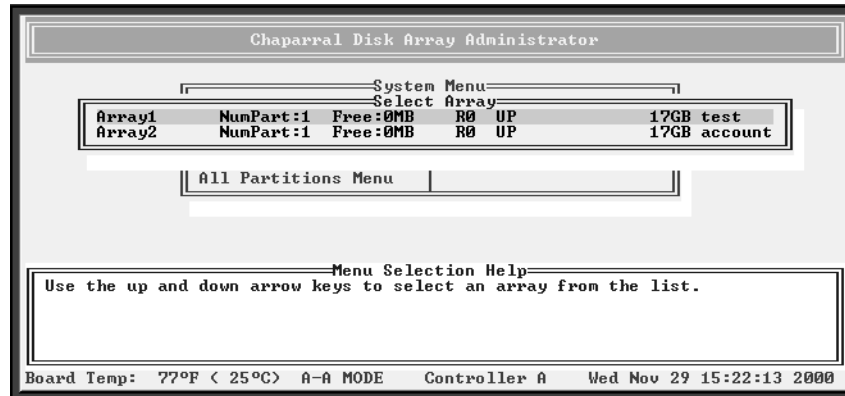 Chaparral Disk Array Administrator
System Menu
Select Array
Array1 NumPart:1 Free:0MB R0 UP 17GB test
Array2 NumPart:1 Free:0MB R0 UP 17GB account
All Partitions Menu
Menu Selection Help
Use the up and down arrow keys to select an array from the list.
Board Temp: 77ºF ( 25ºC) A-A MODE Controller A Wed Nov 29 15:22:13 2000